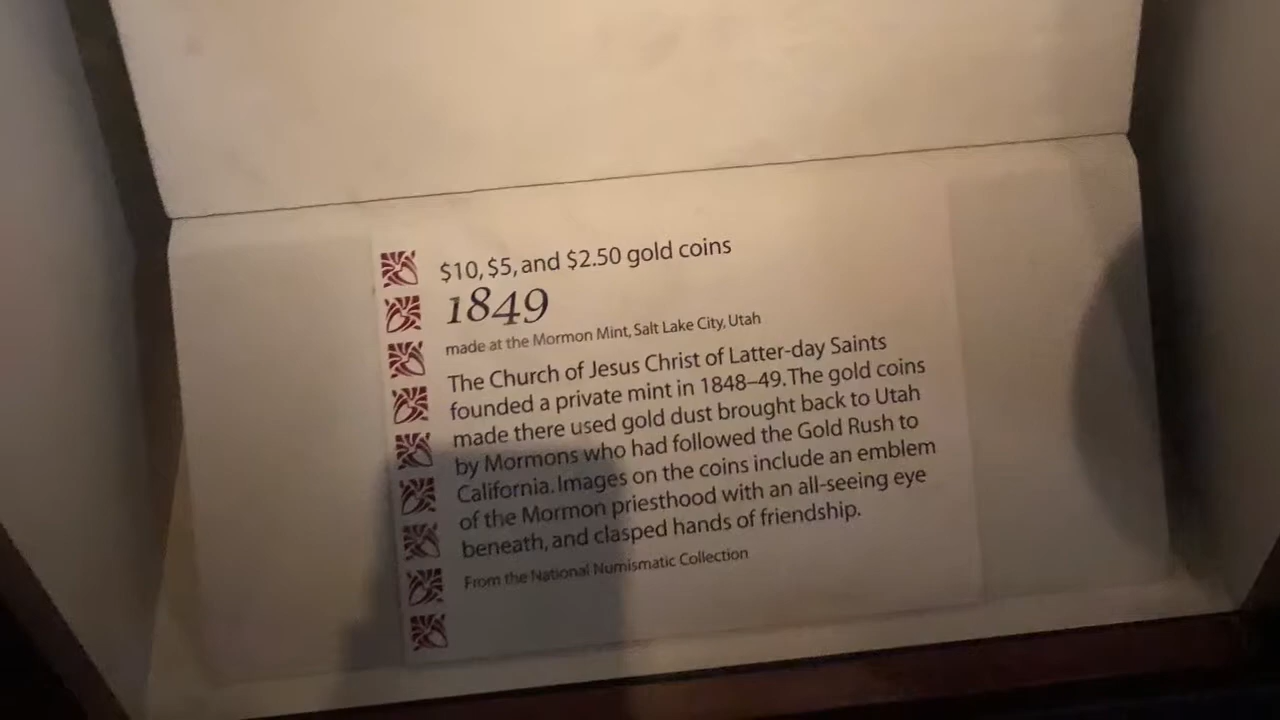 $10, $5, and $2.50 gold coins
1849
made at the Mormon Mint, Salt Lake City, Utah
The Church of Jesus Christ of Latter-day Saints
founded a private mint in 1848–49. The gold coins
made there used gold dust brought back to Utah
by Mormons who had followed the Gold Rush to
California. Images on the coins include an emblem
of the Mormon priesthood with an all-seeing eye
beneath, and clasped hands of friendship.
From the National Numismatic Collection